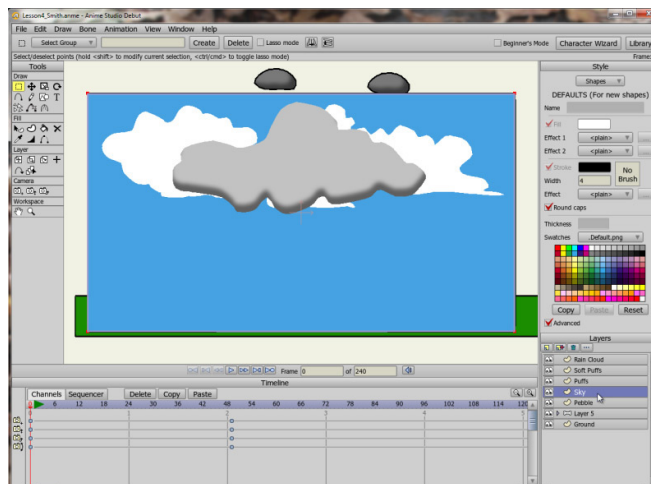 Lesson4_Smith.anme - Anime Studio Debut
File Edit Draw Bone Animation View Window Help
Select Group Create Delete Lasso mode Beginner's Mode Character Wizard Library
Select/deselect points (hold <shift> to modify current selection, <ctrl/cmd> to toggle lasso mode) Frame:
Tools
Draw
T
Fill
Layer
Camera
Workspace
Style
Shapes
DEFAULTS (For new shapes)
Name
Fill
Effect 1 <plain>
Effect 2 <plain>
Stroke
No
Brush
Width 4
Effect <plain>
Round caps
Thickness
Swatches .Default.png
Copy Paste Reset
Advanced
Layers
Rain Cloud
Soft Puffs
Puffs
Sky
Pebble
Layer 5
Ground
Frame 0 of 240
Timeline
Channels Sequencer Delete Copy Paste
0 6 12 18 24 30 36 42 48 54 60 66 72 78 84 90 96 102 108 114 120
1 2 3 4 5